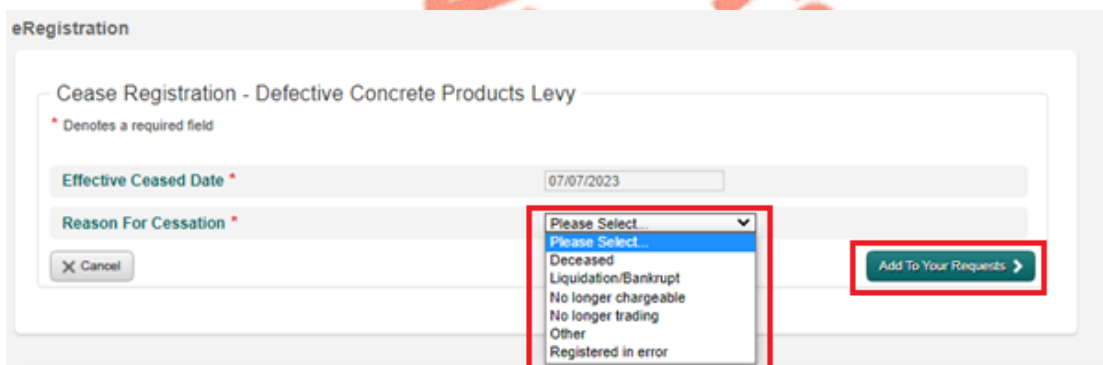 eRegistration
Cease Registration - Defective Concrete Products Levy
* Denotes a required field
Effective Ceased Date * 07/07/2023
Reason For Cessation * Please Select...
Please Select...
Deceased
Liquidation/Bankrupt
No longer chargeable
No longer trading
Other
Registered in error
X Cancel
Add To Your Requests